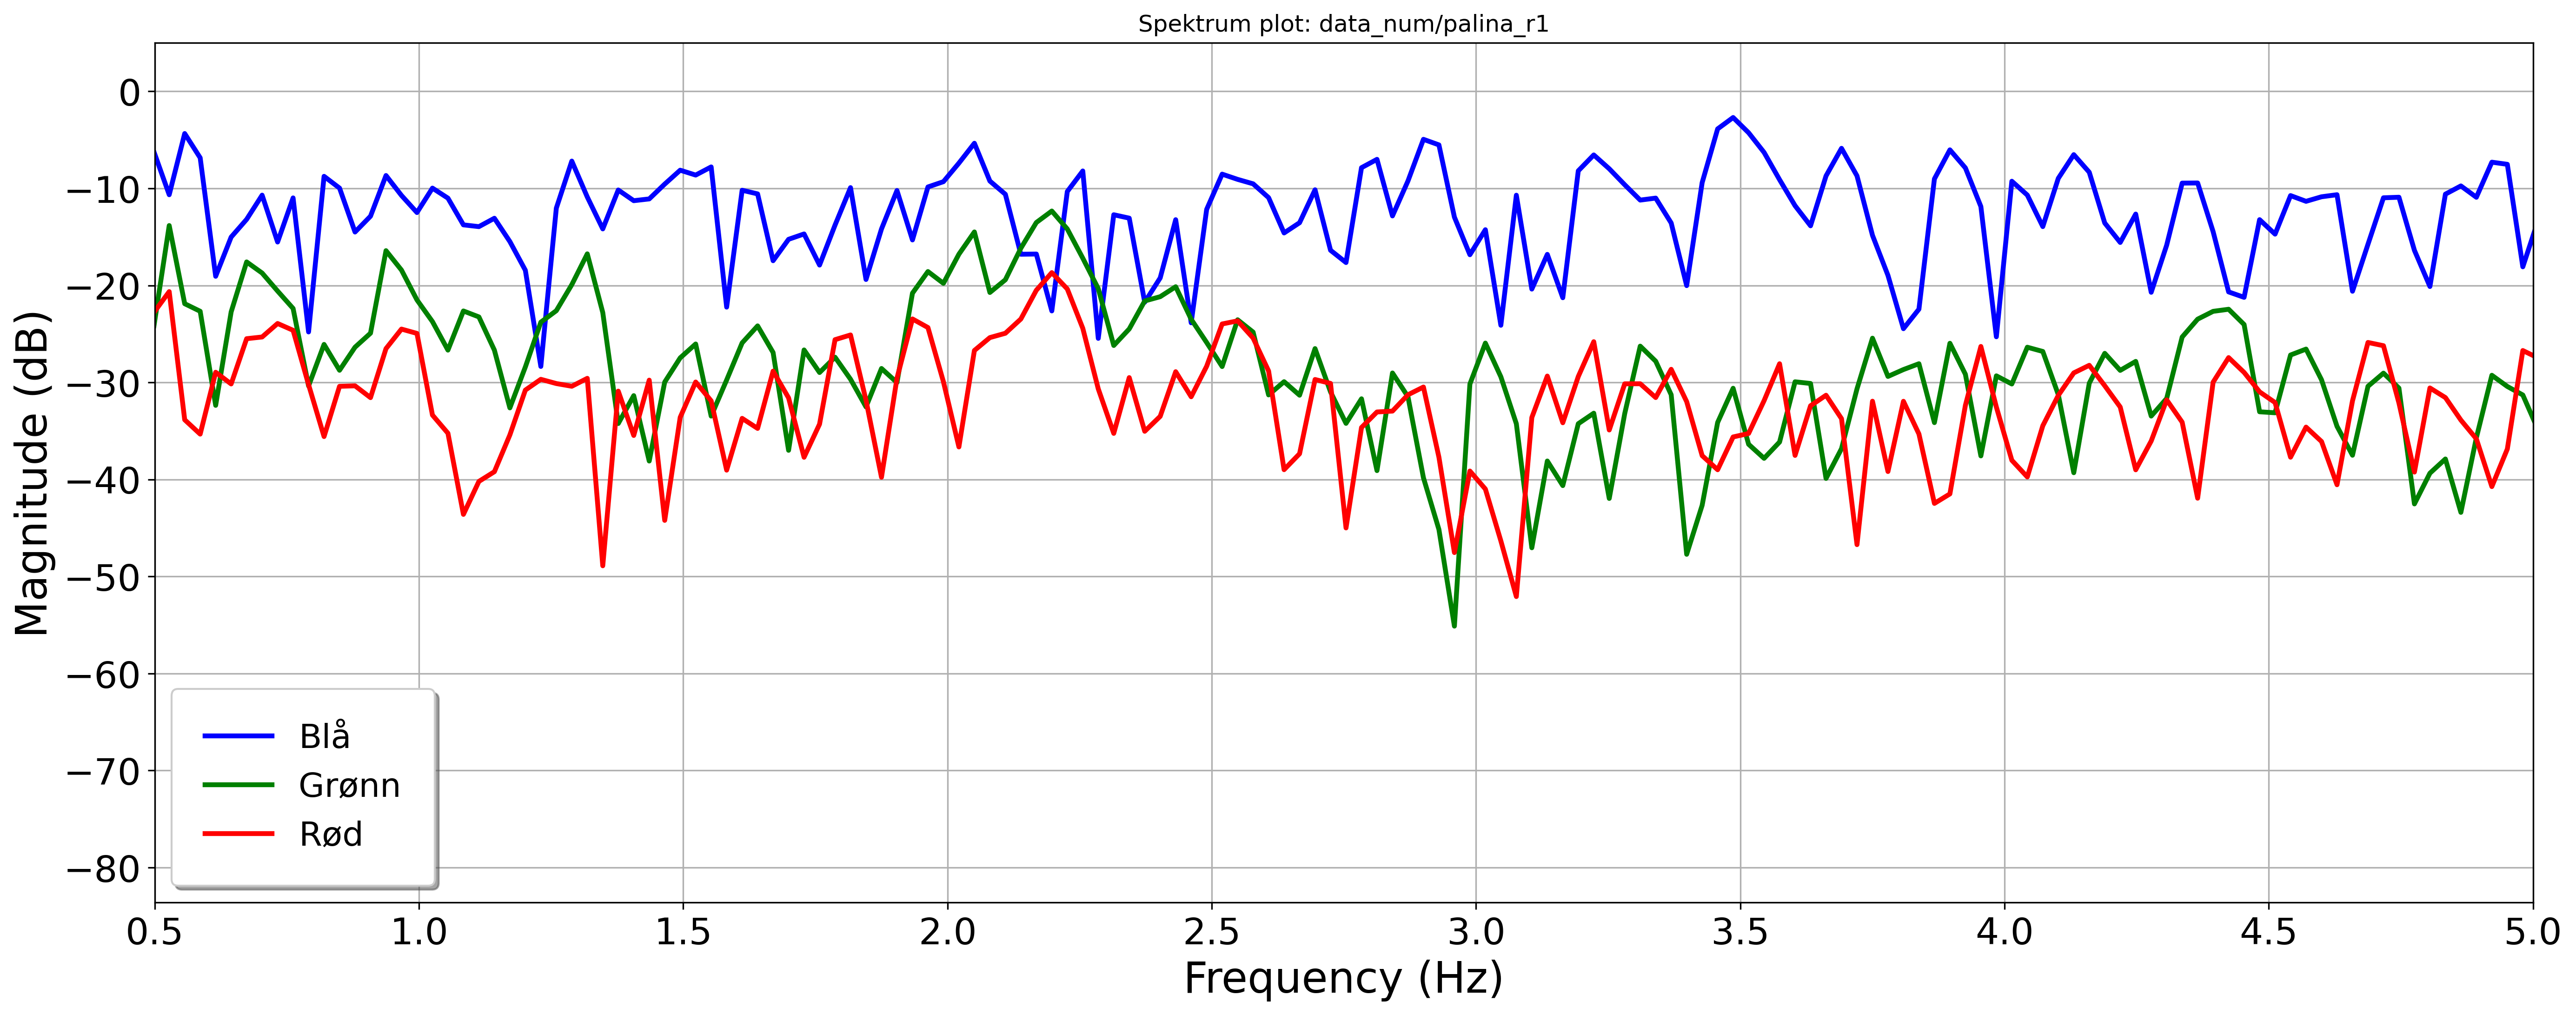 Spektrum plot: data_num/palina_r1
Magnitude (dB)
0
−10
−20
−30
−40
−50
−60
−70
−80
Blå
Grønn
Rød
0.5 1.0 1.5 2.0 2.5 3.0 3.5 4.0 4.5 5.0
Frequency (Hz)